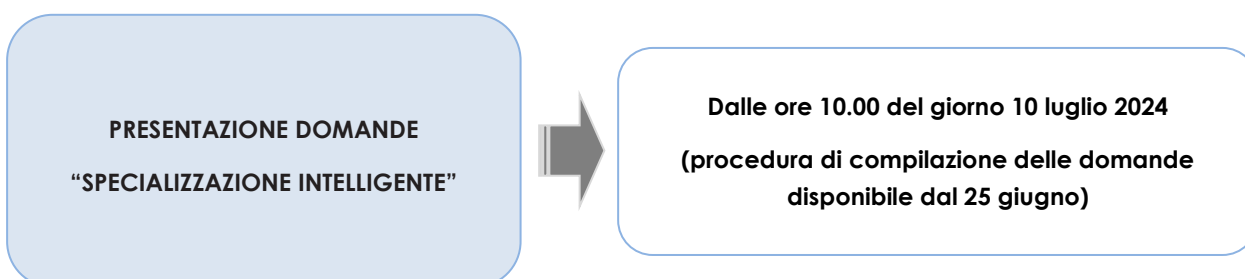 PRESENTAZIONE DOMANDE
“SPECIALIZZAZIONE INTELLIGENTE”
Dalle ore 10.00 del giorno 10 luglio 2024
(procedura di compilazione delle domande
disponibile dal 25 giugno)